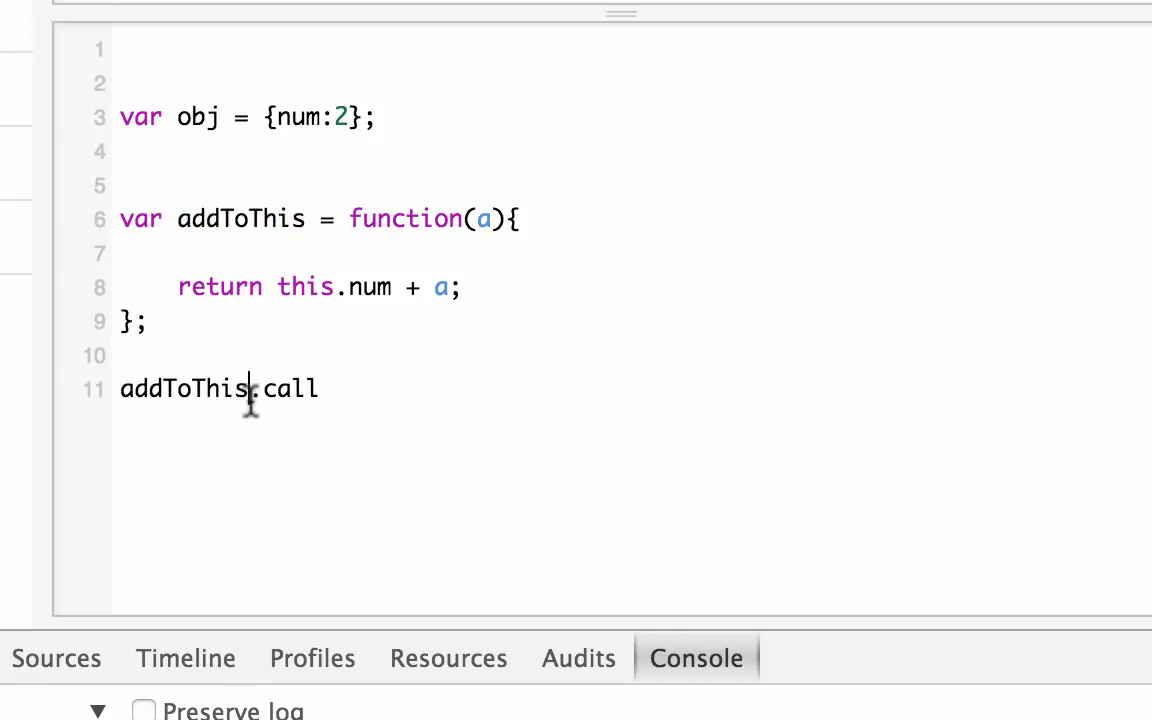 1
2
3 var obj = {num:2};
4
5
6 var addToThis = function(a){
7
8 return this.num + a;
9 };
10
11 addToThis.call
Sources Timeline Profiles Resources Audits Console
▼ Preserve log